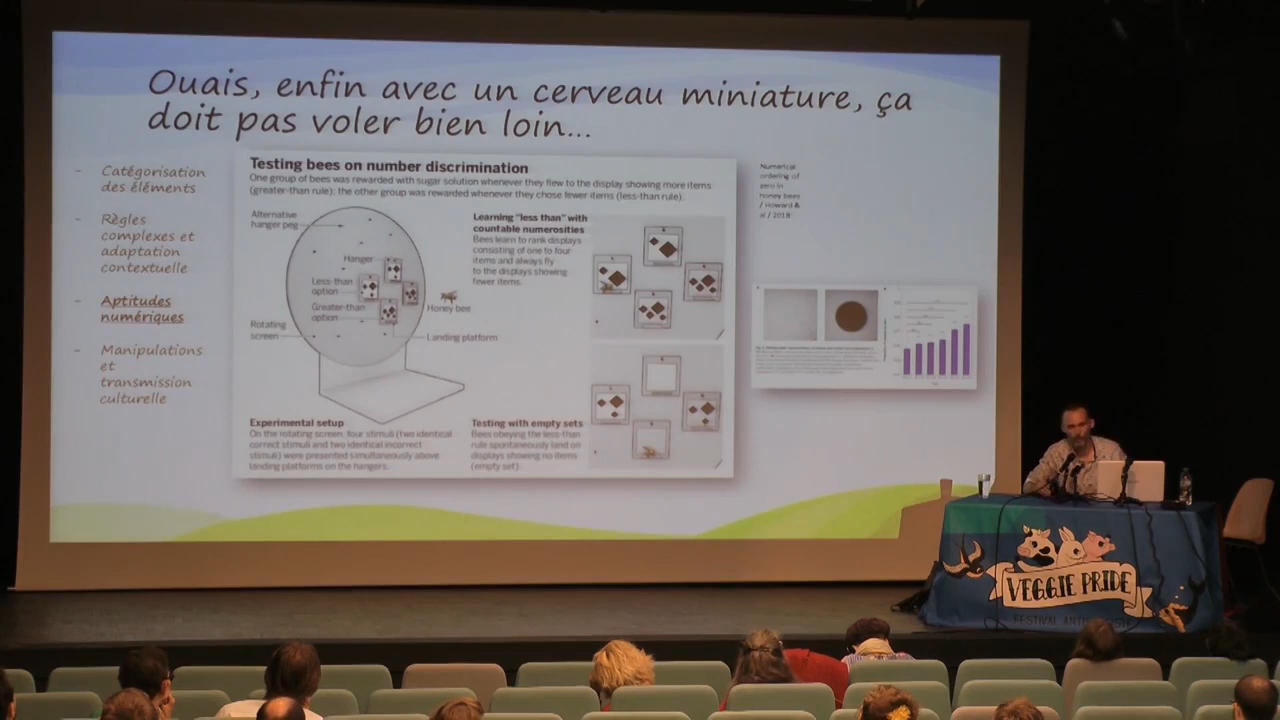 Ouais, enfin avec un cerveau miniature, ça
doit pas voler bien loin...
- Catégorisation
des éléments
- Règles
complexes et
adaptation
contextuelle
- Aptitudes
numériques
- Manipulations
et
transmission
culturelle
Testing bees on number discrimination
One group of bees was rewarded with sugar solution whenever they flew to the display showing more items
(greater-than rule); the other group was rewarded whenever they chose fewer items (less-than rule).
Alternative
hanger peg
Hanger
Less-than
option
Greater-than
option
Rotating
screen
Honey bee
Landing platform
Learning "less than" with
countable numerosities
Bees learn to rank displays
consisting of one to four
items and always fly
to the displays showing
fewer items.
Experimental setup
On the rotating screen, four stimuli (two identical
correct stimuli and two identical incorrect
stimuli) were presented simultaneously above
landing platforms on the hangers.
Testing with empty sets
Bees obeying the less-than
rule spontaneously land on
displays showing no items
(empty set).
Numerical
ordering of
zero in
honey bees
/ Howard &
al / 2018
VEGGIE PRIDE
FESTIVAL